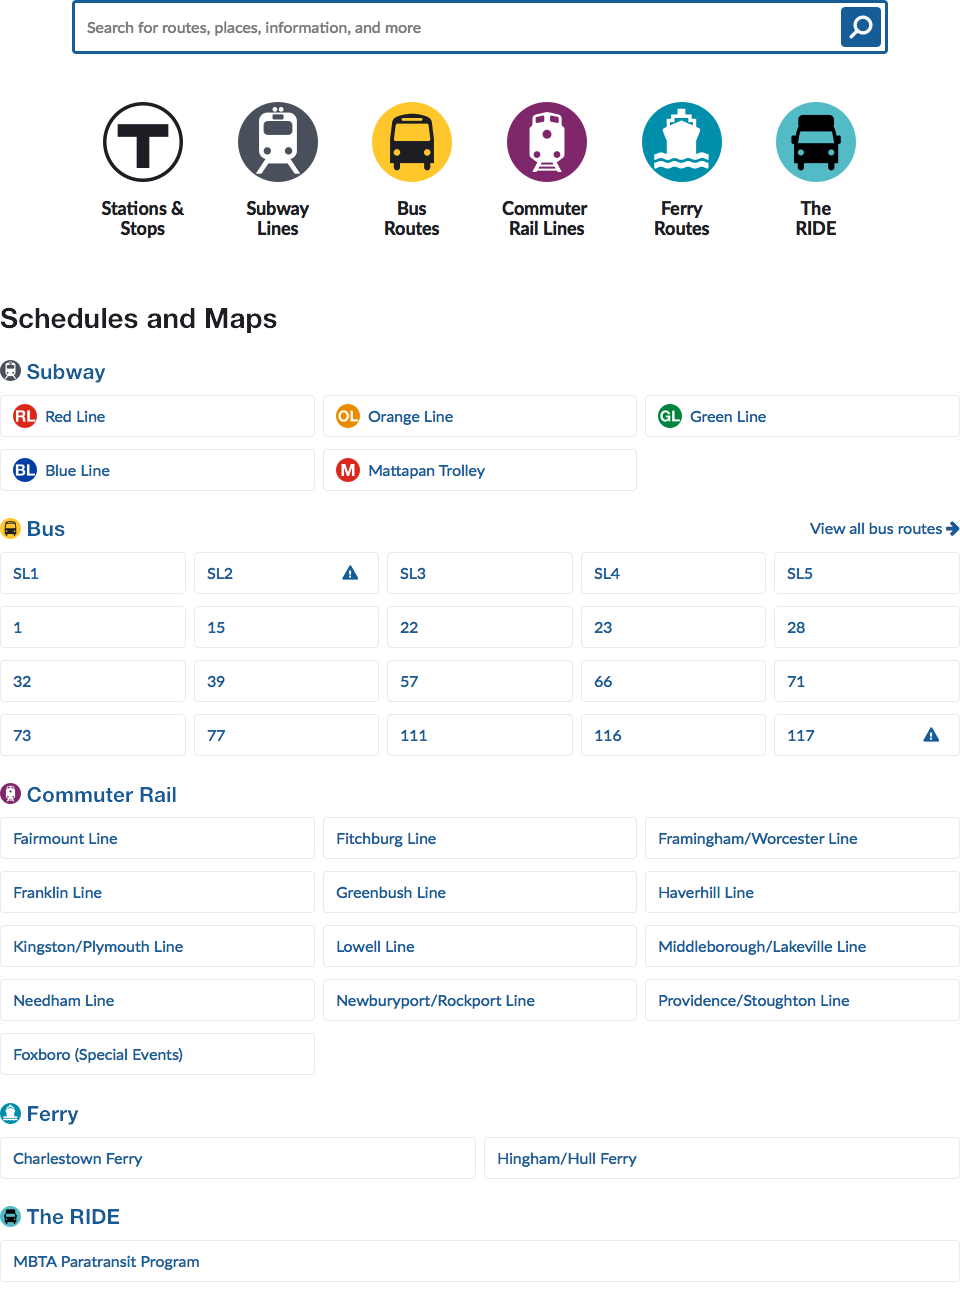 Search for routes, places, information, and more
T
Stations & Stops
Subway Lines
Bus Routes
Commuter Rail Lines
Ferry Routes
The RIDE
Schedules and Maps
Subway
RL Red Line
OL Orange Line
GL Green Line
BL Blue Line
M Mattapan Trolley
Bus
View all bus routes
SL1
SL2
SL3
SL4
SL5
1
15
22
23
28
32
39
57
66
71
73
77
111
116
117
Commuter Rail
Fairmount Line
Fitchburg Line
Framingham/Worcester Line
Franklin Line
Greenbush Line
Haverhill Line
Kingston/Plymouth Line
Lowell Line
Middleborough/Lakeville Line
Needham Line
Newburyport/Rockport Line
Providence/Stoughton Line
Foxboro (Special Events)
Ferry
Charlestown Ferry
Hingham/Hull Ferry
The RIDE
MBTA Paratransit Program